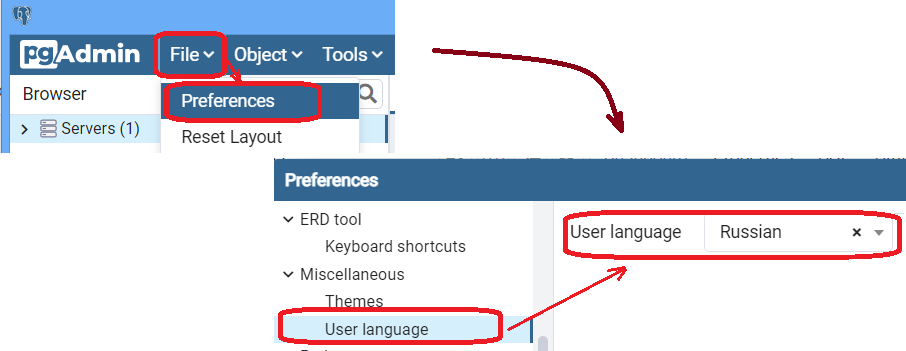 pgAdmin File Object Tools
Browser
Preferences
Servers (1)
Reset Layout
Preferences
ERD tool
Keyboard shortcuts
Miscellaneous
Themes
User language
User language Russian